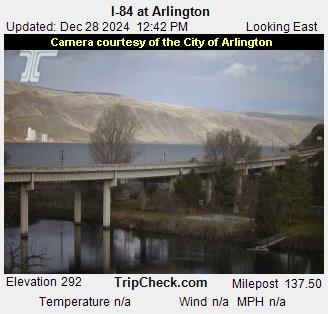 I-84 at Arlington
Updated: Dec 28 2024 12:42 PM Looking East
Camera courtesy of the City of Arlington
Elevation 292 TripCheck.com Milepost 137.50
Temperature n/a Wind n/a MPH n/a